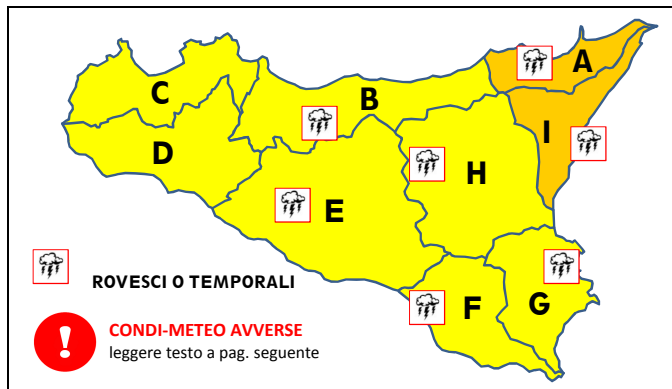 A
C
B
I
D
H
E
F
G
ROVESCI O TEMPORALI
!
CONDI-METEO AVVERSE
leggere testo a pag. seguente